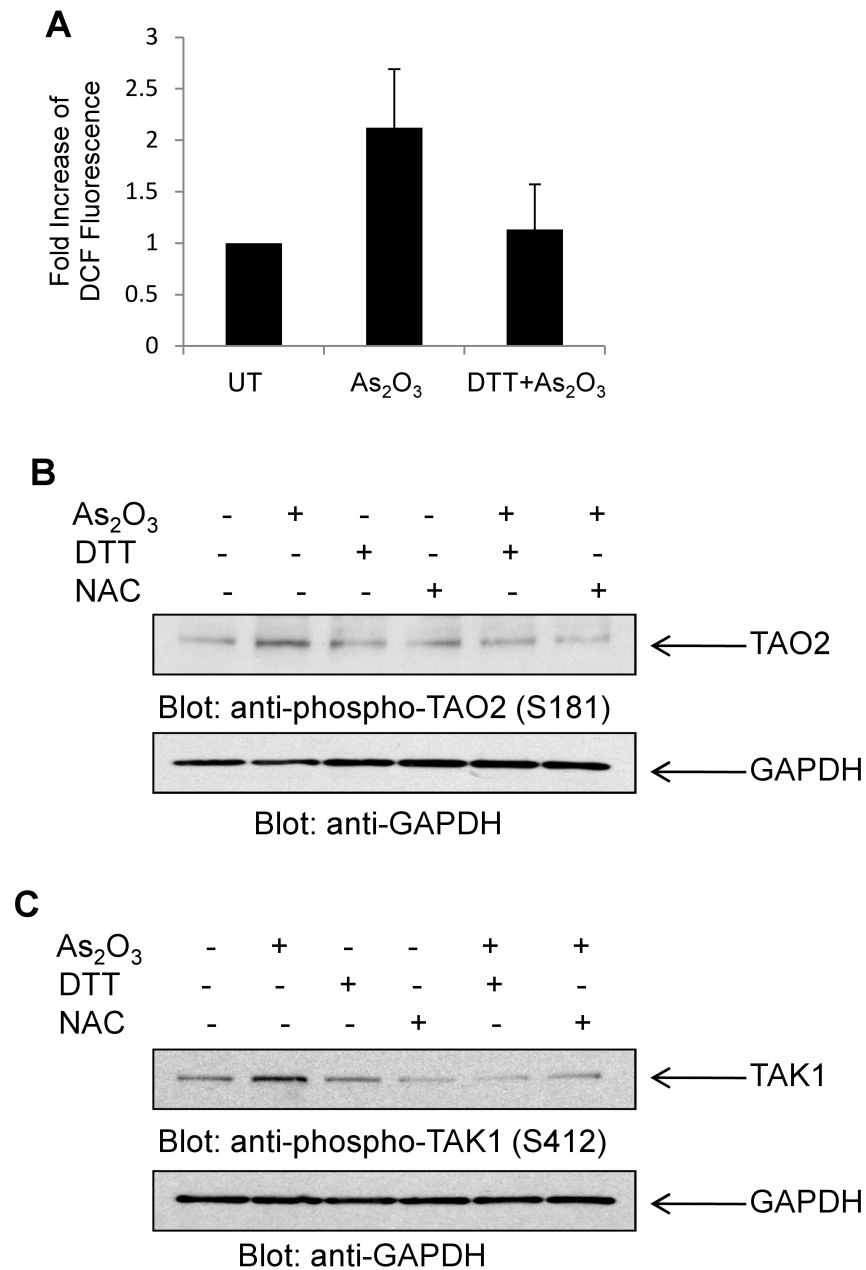 A
3
2.5
2
1.5
1
0.5
0
Fold Increase of
DCF Fluorescence
UT As₂O₃ DTT+As₂O₃
B
As₂O₃ - + - - + +
DTT - - + - + -
NAC - - - + - +
TAO2
Blot: anti-phospho-TAO2 (S181)
GAPDH
Blot: anti-GAPDH
C
As₂O₃ - + - - + +
DTT - - + - + -
NAC - - - + - +
TAK1
Blot: anti-phospho-TAK1 (S412)
GAPDH
Blot: anti-GAPDH